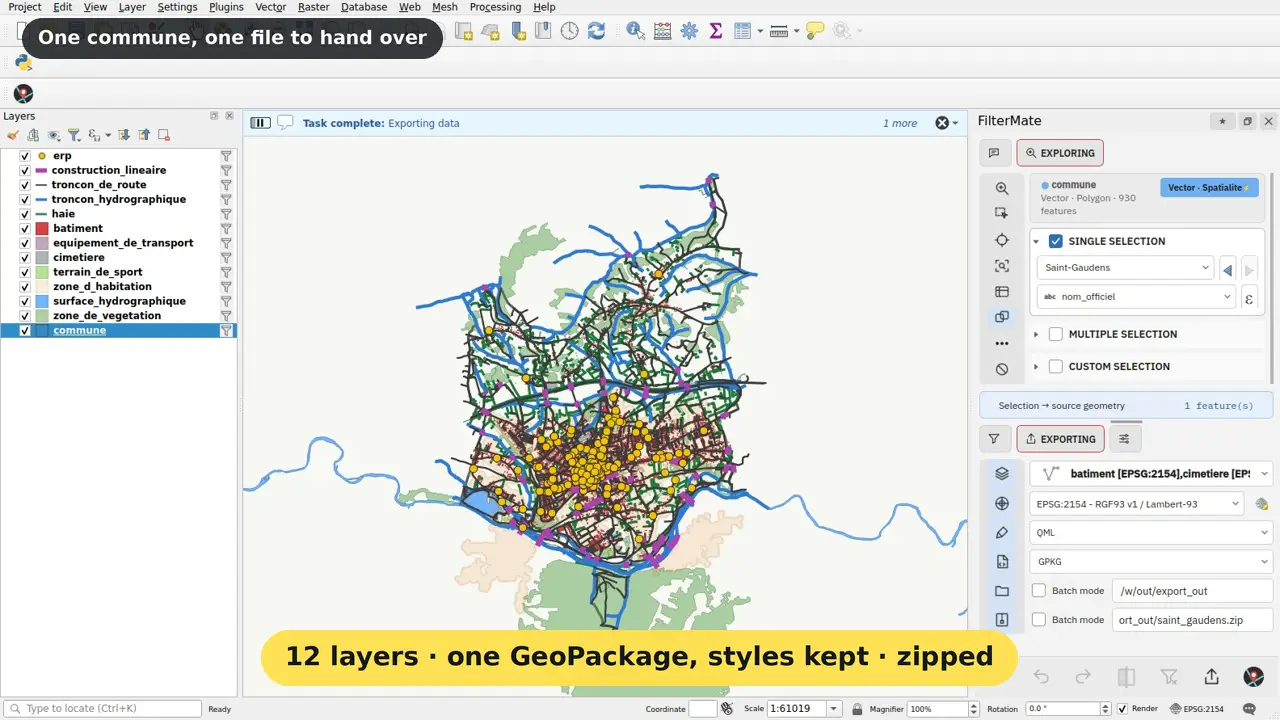 Project Edit View Layer Settings Plugins Vector Raster Database Web Mesh Processing Help
One commune, one file to hand over
Layers
erp
construction_lineaire
troncon_de_route
troncon_hydrographique
haie
batiment
equipement_de_transport
cimetiere
terrain_de_sport
zone_d_habitation
surface_hydrographique
zone_de_vegetation
commune
Task complete: Exporting data
1 more
FilterMate
EXPLORING
commune
Vector · Polygon · 930
features
Vector · Spatialite
SINGLE SELECTION
Saint-Gaudens
abc nom_officiel
ε
MULTIPLE SELECTION
CUSTOM SELECTION
Selection → source geometry 1 feature(s)
EXPORTING
batiment [EPSG:2154],cimetiere [EP
EPSG:2154 - RGF93 v1 / Lambert-93
QML
GPKG
Batch mode /w/out/export_out
Batch mode ort_out/saint_gaudens.zip
12 layers · one GeoPackage, styles kept · zipped
Type to locate (Ctrl+K) Ready Coordinate Scale 1:61019 Magnifier 100% Rotation 0.0 ° Render EPSG:2154